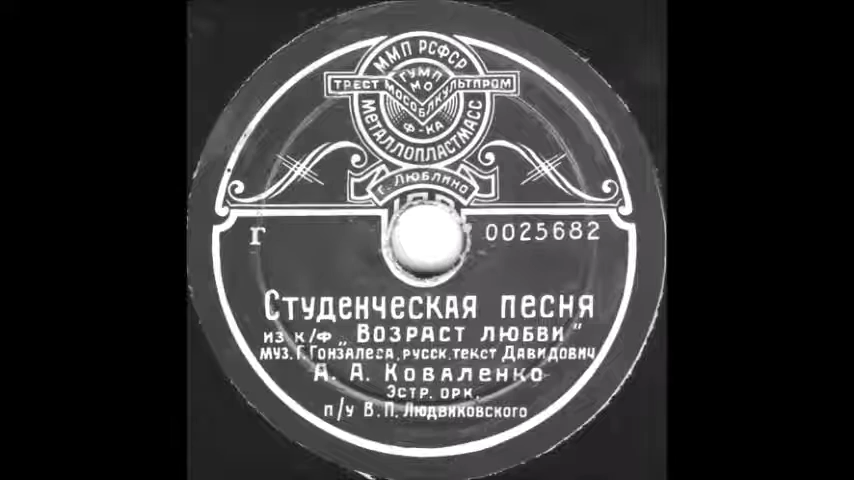 ММП РСФСР
ГУМП
МО
ТРЕСТ МОСОБЛКУЛЬТПРОМ
Ф-КА
МЕТАЛЛОПЛАСТМАСС
Г. ЛЮБЛИНО
Г 0025682
СТУДЕНЧЕСКАЯ ПЕСНЯ
ИЗ К/Ф „ВОЗРАСТ ЛЮБВИ"
МУЗ. Г. ГОНЗАЛЕСА, РУССК. ТЕКСТ ДАВИДОВИЧ
А. А. КОВАЛЕНКО
ЭСТР. ОРК.
п/у В. П. Людвиковского